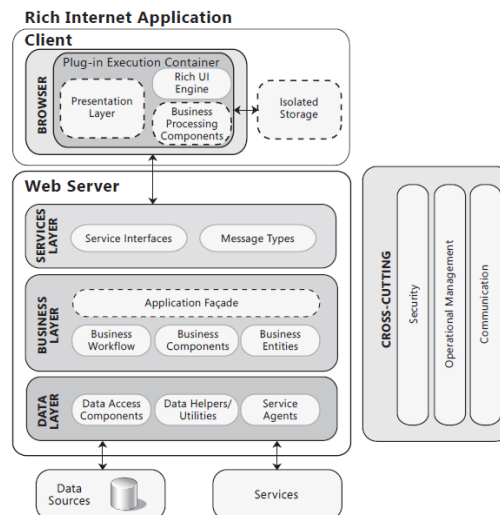 Rich Internet Application
Client
BROWSER
Plug-in Execution Container
Presentation
Layer
Rich UI
Engine
Business
Processing
Components
Isolated
Storage
Web Server
SERVICES
LAYER
Service Interfaces
Message Types
BUSINESS
LAYER
Application Façade
Business
Workflow
Business
Components
Business
Entities
DATA
LAYER
Data Access
Components
Data Helpers/
Utilities
Service
Agents
CROSS-CUTTING
Security
Operational Management
Communication
Data
Sources
Services